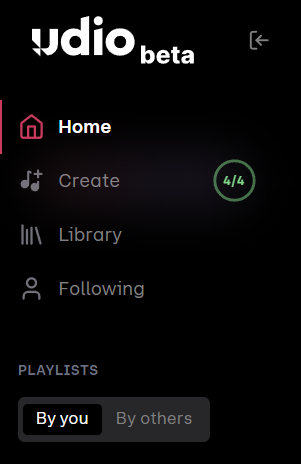 udio beta
Home
Create 4/4
Library
Following
PLAYLISTS
By you By others